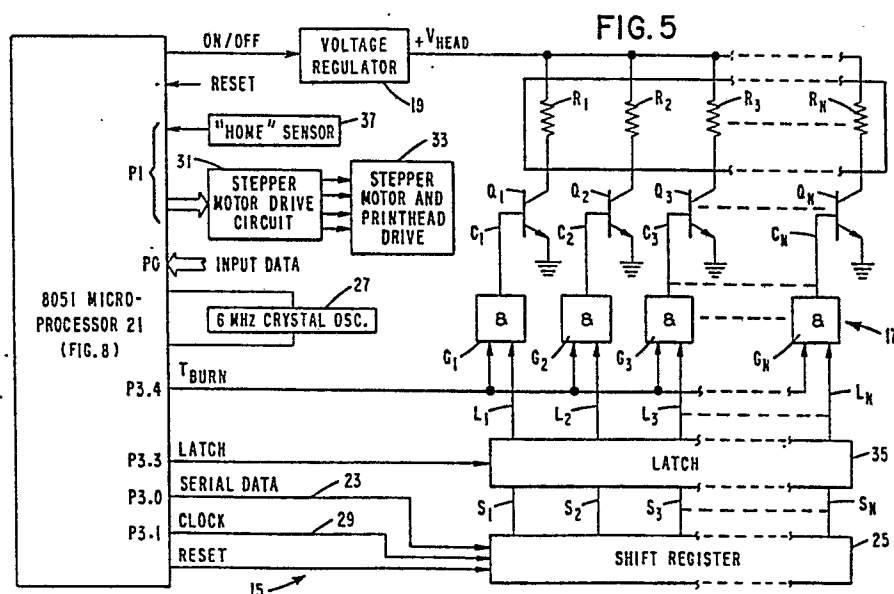 FIG.5
ON/OFF
VOLTAGE
REGULATOR
+VHEAD
19
RESET
R1
R2
R3
RN
"HOME" SENSOR
37
P1
31
33
STEPPER
MOTOR DRIVE
CIRCUIT
STEPPER
MOTOR AND
PRINTHEAD
DRIVE
Q1
Q2
Q3
QN
C1
C2
C3
CN
P0
INPUT DATA
27
8051 MICRO-
PROCESSOR 21
(FIG.8)
6 MHZ CRYSTAL OSC.
&
&
&
&
17
G1
G2
G3
GN
TBURN
P3.4
L1
L2
L3
LN
P3.3
LATCH
LATCH
35
P3.0
SERIAL DATA
23
S1
S2
S3
SN
P3.1
CLOCK
29
RESET
SHIFT REGISTER
25
15